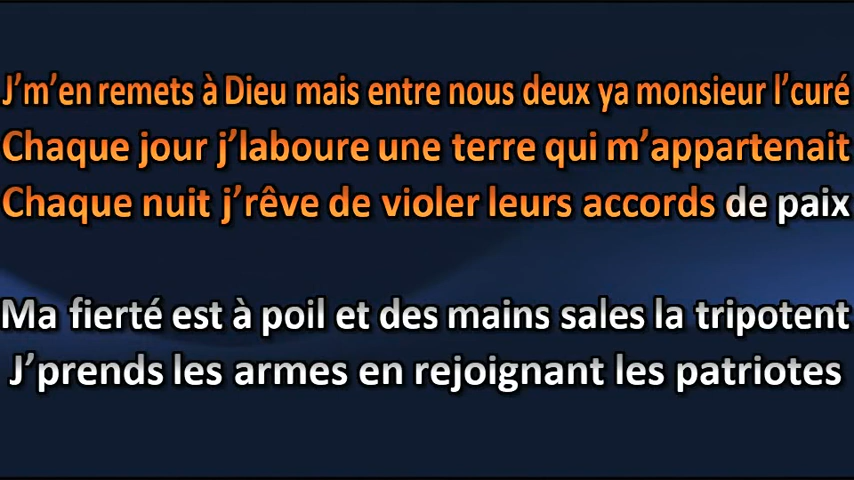 J’m’en remets à Dieu mais entre nous deux ya monsieur l’curé
Chaque jour j’laboure une terre qui m’appartenait
Chaque nuit j’rêve de violer leurs accords de paix
Ma fierté est à poil et des mains sales la tripotent
J’prends les armes en rejoignant les patriotes